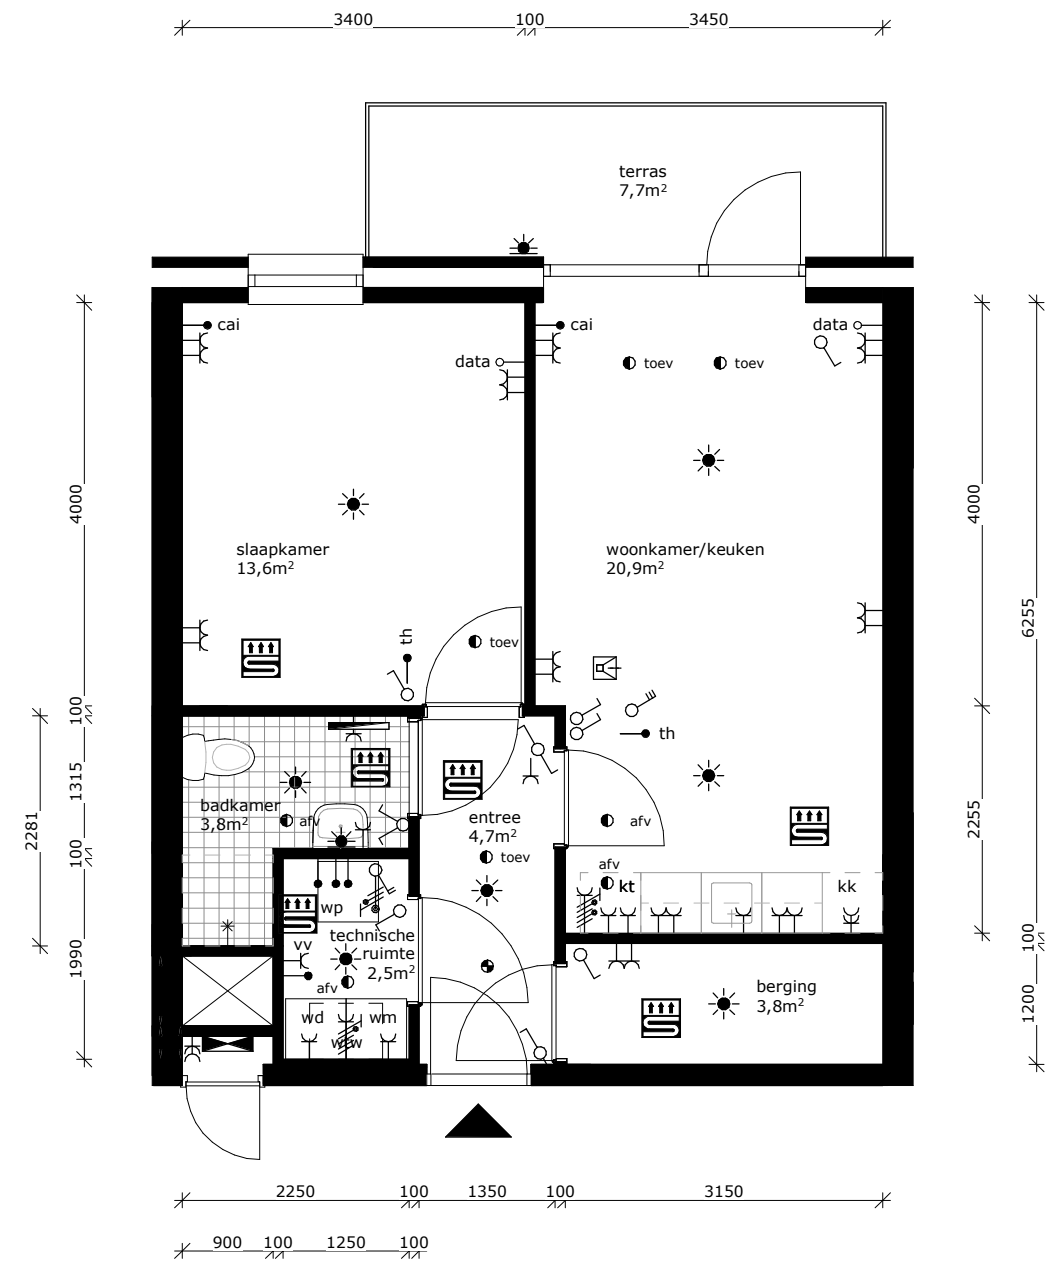 3400
100
3450
terras
7,7m²
cai
data
cai
data
toev
toev
4000
4000
6255
slaapkamer
13,6m²
woonkamer/keuken
20,9m²
th
toev
th
100
1315
100
1990
2281
badkamer
3,8m²
afv
entree
4,7m²
toev
afv
afv
kt
kk
2255
wp
vv
technische
ruimte
2,5m²
afv
wd
wm
wtw
berging
3,8m²
100
1200
2250
100
1350
100
3150
900
100
1250
100